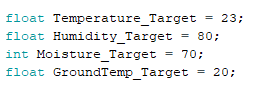 float Temperature_Target = 23;
float Humidity_Target = 80;
int Moisture_Target = 70;
float GroundTemp_Target = 20;